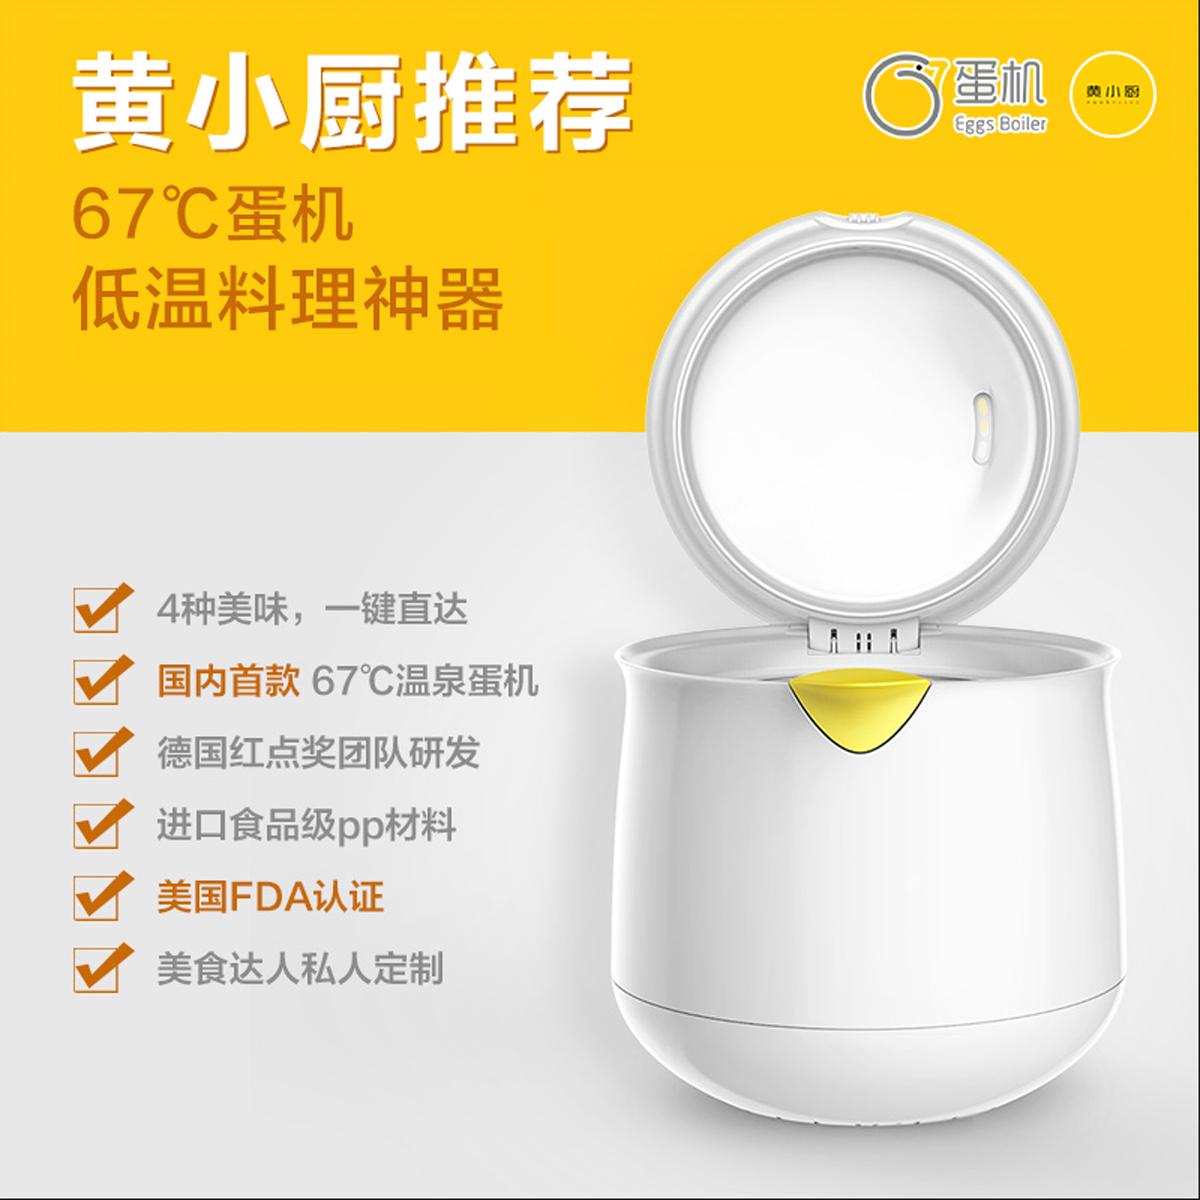 黄小厨推荐
67℃蛋机
低温料理神器
67蛋机
Eggs Boiler
黄小厨
4种美味，一键直达
国内首款 67℃温泉蛋机
德国红点奖团队研发
进口食品级pp材料
美国FDA认证
美食达人私人定制